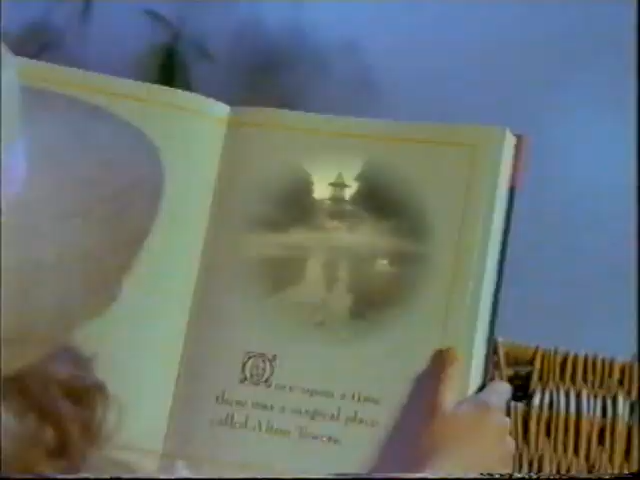 Once upon a time
there was a magical place
called Alton Towers.